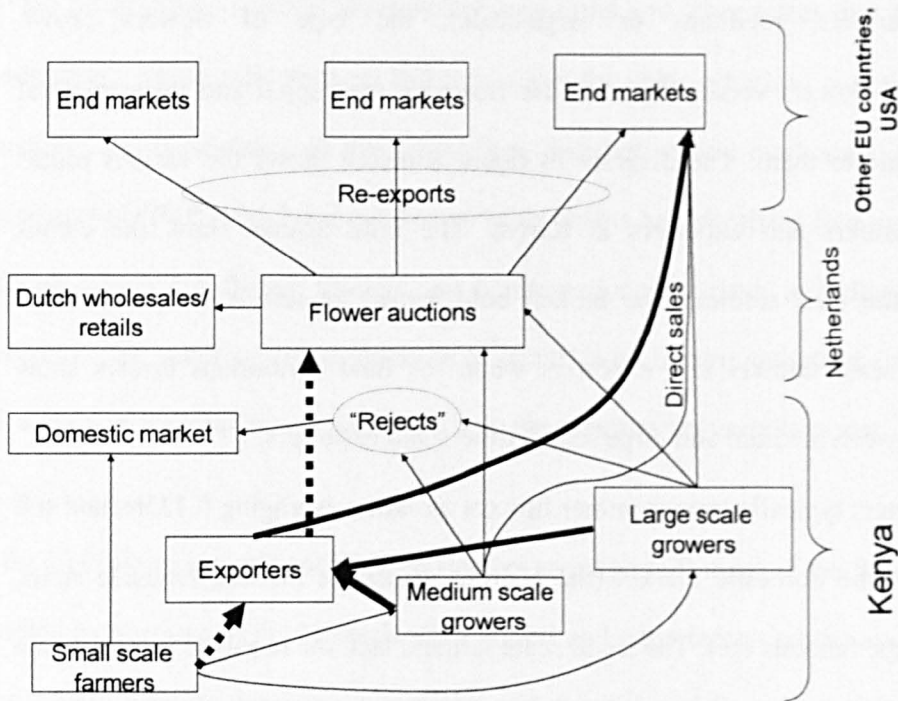 End markets
End markets
End markets
Other EU countries,
USA
Re-exports
Dutch wholesales/
retails
Flower auctions
Direct sales
Netherlands
Domestic market
“Rejects”
Large scale
growers
Exporters
Medium scale
growers
Kenya
Small scale
farmers